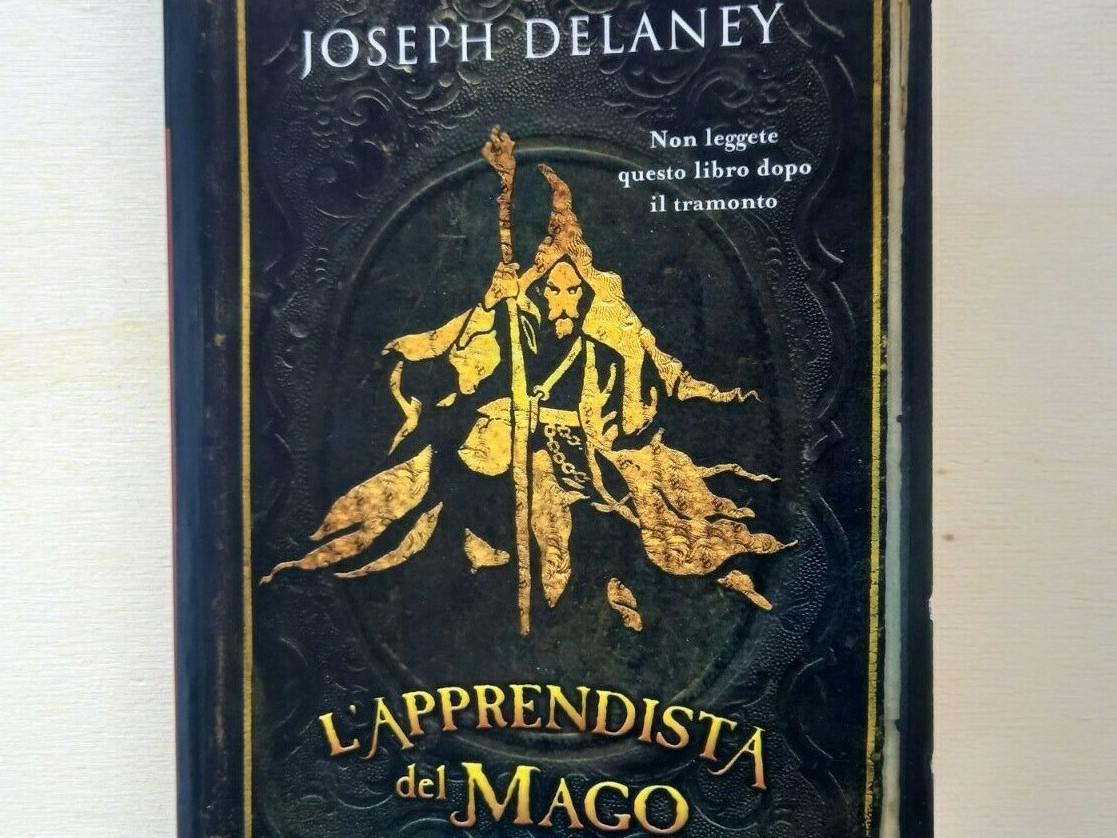 JOSEPH DELANEY
Non leggete
questo libro dopo
il tramonto
L'APPRENDISTA
del MAGO